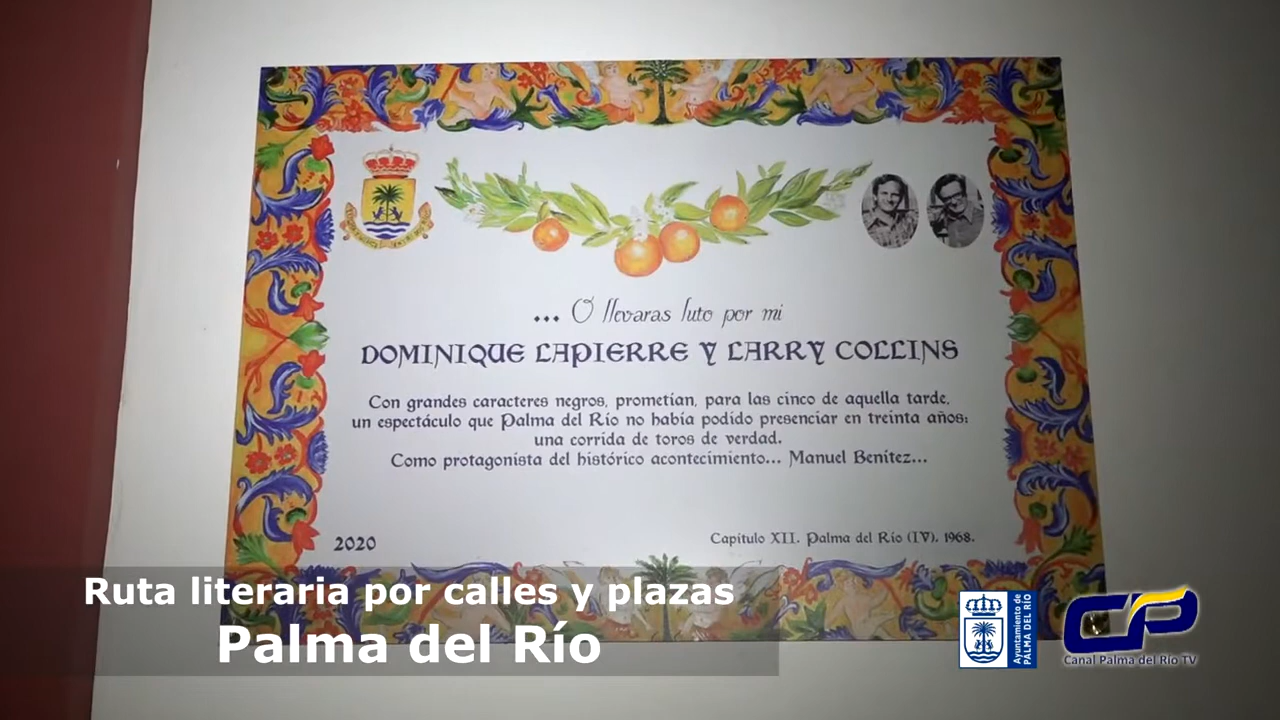 ... O llevaras luto por mi
DOMINIQUE LAPIERRE Y LARRY COLLINS
Con grandes caracteres negros, prometían, para las cinco de aquella tarde,
un espectáculo que Palma del Río no había podido presenciar en treinta años:
una corrida de toros de verdad.
Como protagonista del histórico acontecimiento... Manuel Benítez...
2020
Capítulo XII. Palma del Río (IV). 1968.
Ruta literaria por calles y plazas
Palma del Río
Ayuntamiento de
PALMA DEL RÍO
CP
Canal Palma del Río TV